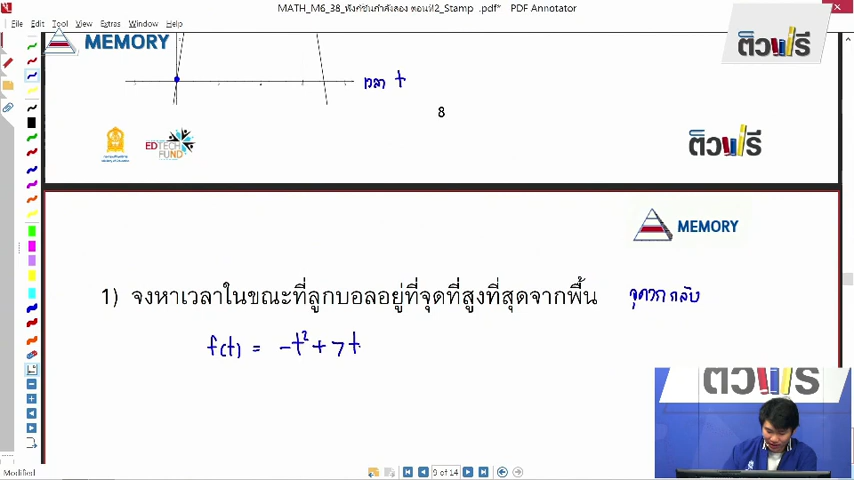 MATH_M6_38_ฟังก์ชันกำลังสอง ตอนที่2_Stamp .pdf* - PDF Annotator
File Edit Tool View Extras Window Help
MEMORY
ติวฟรี
เวลา t
8
EDTECH FUND
ติวฟรี
MEMORY
1) จงหาเวลาในขณะที่ลูกบอลอยู่ที่จุดที่สูงที่สุดจากพื้น จุดวกกลับ
f(t) = -t² + 7t
ติวฟรี
Modified
9 of 14